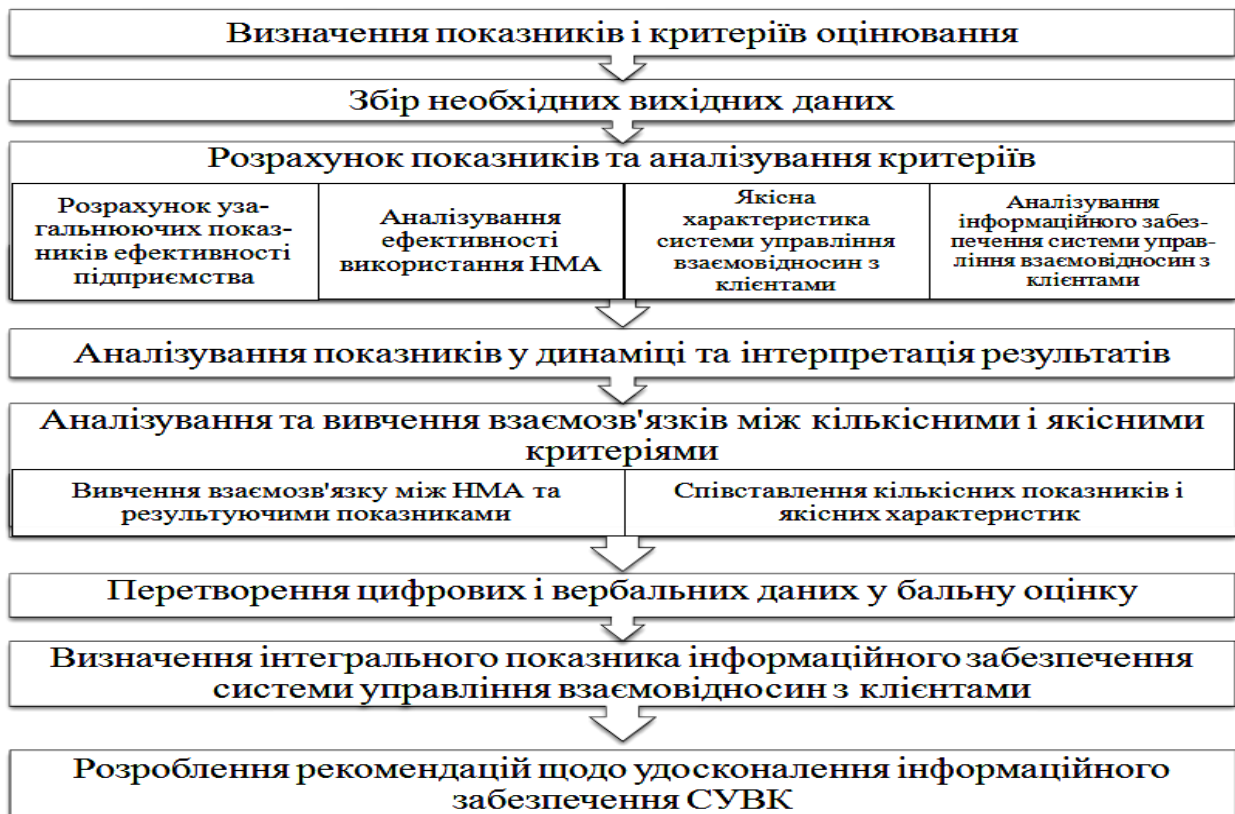 Визначення показників і критеріїв оцінювання
Збір необхідних вихідних даних
Розрахунок показників та аналізування критеріїв
Розрахунок уза-
гальнюючих показ-
ників ефективності
підприємства
Аналізування
ефективності
використання НМА
Якісна
характеристика
системи управління
взаємовідносин з
клієнтами
Аналізування
інформаційного забез-
печення системи управ-
ління взаємовідносин з
клієнтами
Аналізування показників у динаміці та інтерпретація результатів
Аналізування та вивчення взаємозв'язків між кількісними і якісними
критеріями
Вивчення взаємозв'язку між НМА та
результуючими показниками
Співставлення кількісних показників і
якісних характеристик
Перетворення цифрових і вербальних даних у бальну оцінку
Визначення інтегрального показника інформаційного забезпечення
системи управління взаємовідносин з клієнтами
Розроблення рекомендацій щодо удосконалення інформаційного
забезпечення СУВК